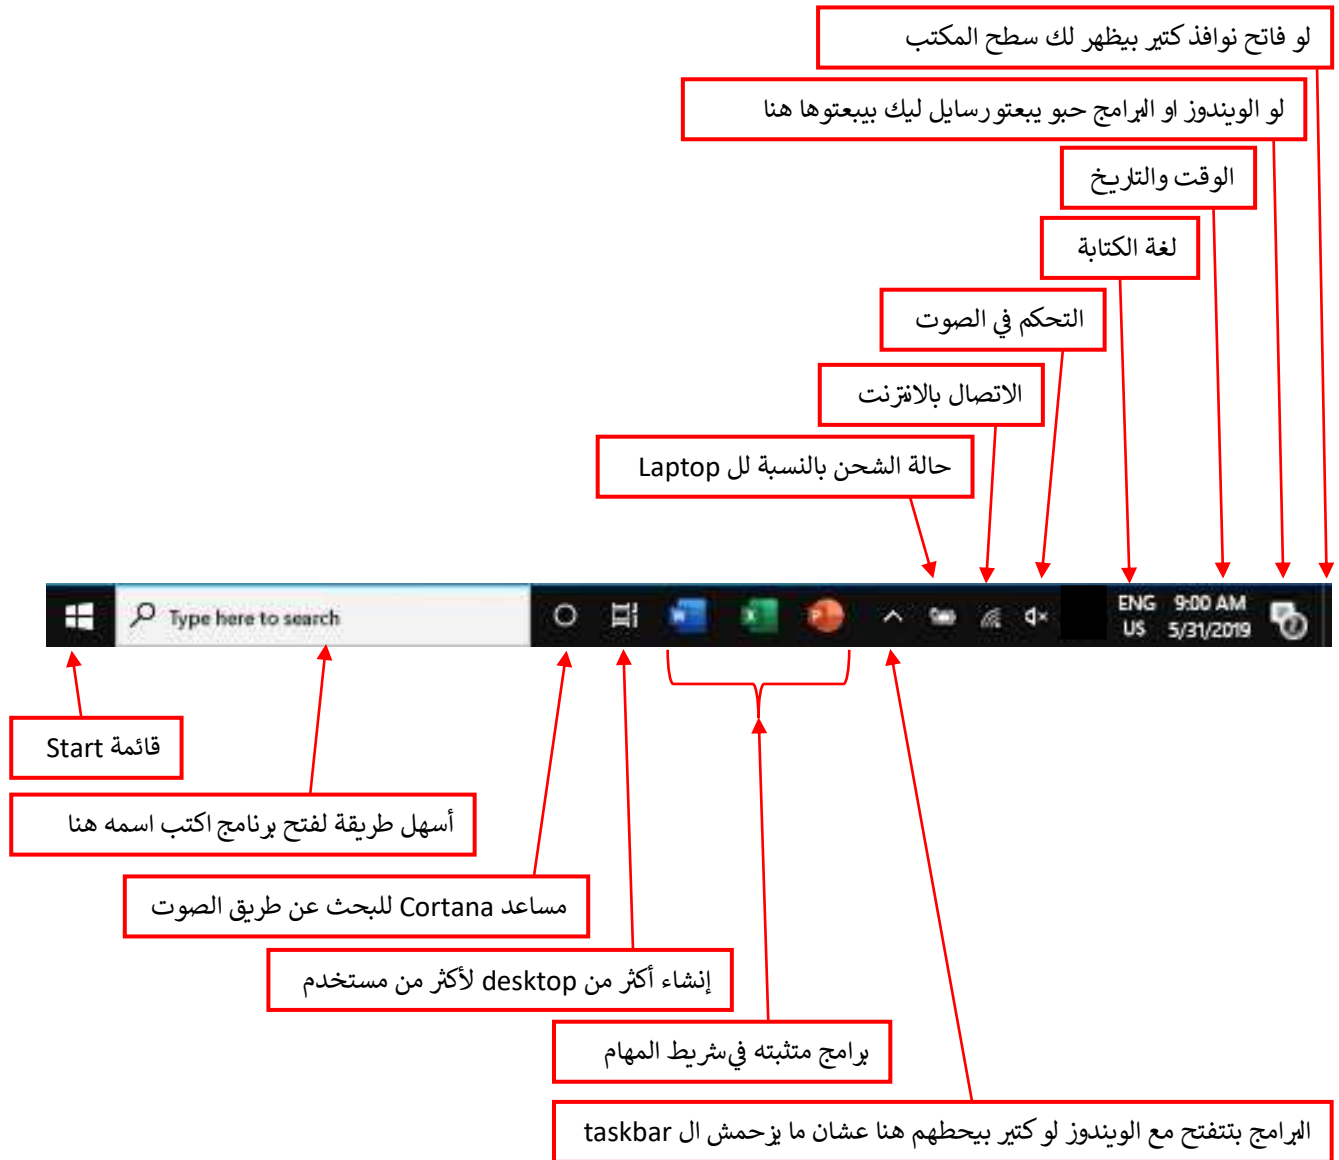 لو فاتح نوافذ كتير بيظهر لك سطح المكتب
لو الويندوز او البرامج حبو يبعتو رسايل ليك بيبعتوها هنا
الوقت والتاريخ
لغة الكتابة
التحكم في الصوت
الاتصال بالانترنت
حالة الشحن بالنسبة لل Laptop
Type here to search
ENG 9:00 AM
US 5/31/2019
2
قائمة Start
أسهل طريقة لفتح برنامج اكتب اسمه هنا
مساعد Cortana للبحث عن طريق الصوت
إنشاء أكثر من desktop لأكثر من مستخدم
برامج متثبته في شريط المهام
البرامج بتتفتح مع الويندوز لو كتير بيحطهم هنا عشان ما يزحمش ال taskbar